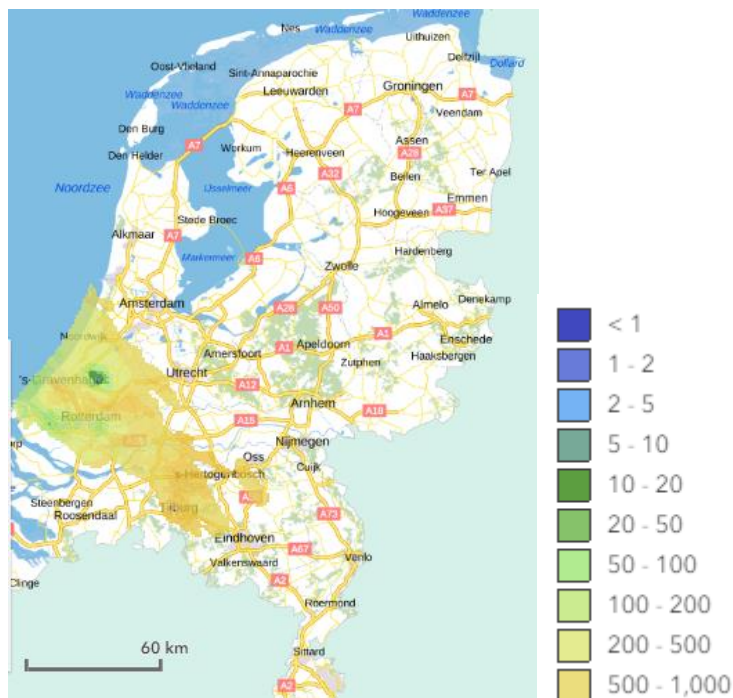 Waddenzee
Nes
Waddenzee
Uithuizen
Delfzijl
Oost-Vlieland
Sint-Annaparochie
Dollard
Waddenzee
Leeuwarden
Groningen
A7
Waddenzee
A7
Veendam
Den Burg
A7
Assen
Den Helder
Workum
Heerenveen
A28
Ter Apel
A32
Beilen
Noordzee
IJsselmeer
A6
Emmen
Stede Broec
Hoogeveen
A37
Alkmaar
A7
Hardenberg
Markermeer
A6
Zwolle
Amsterdam
A28
A50
Almelo
Denekamp
Noordwijk
A1
Enschede
Amersfoort
A1
Apeldoorn
Haaksbergen
's-Gravenhage
Utrecht
Zutphen
A12
Rotterdam
Arnhem
A18
A15
Nijmegen
Oss
's-Hertogenbosch
Cuijk
Steenbergen
Tilburg
Roosendaal
A73
Eindhoven
A67
Valkenswaard
Venlo
Clinge
A2
Roermond
60 km
Sittard
A2
< 1
1 - 2
2 - 5
5 - 10
10 - 20
20 - 50
50 - 100
100 - 200
200 - 500
500 - 1,000